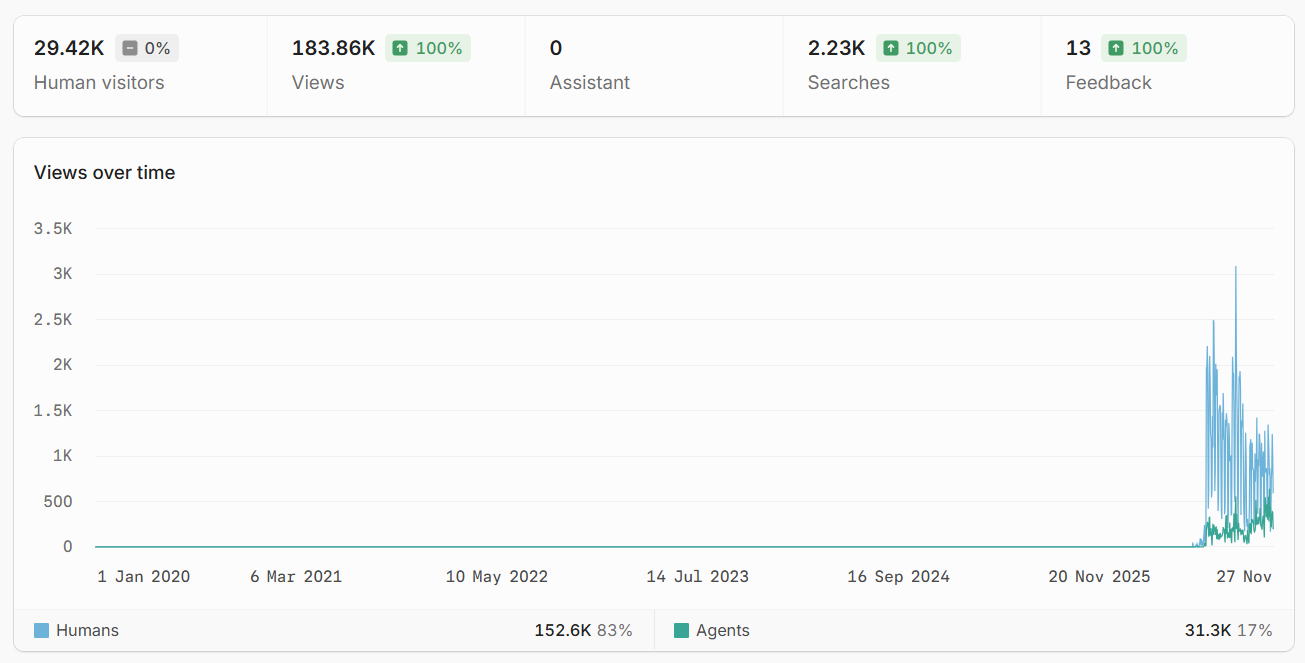 29.42K 0% 183.86K 100% 0 2.23K 100% 13 100%
Human visitors Views Assistant Searches Feedback
Views over time
3.5K
3K
2.5K
2K
1.5K
1K
500
0
1 Jan 2020 6 Mar 2021 10 May 2022 14 Jul 2023 16 Sep 2024 20 Nov 2025 27 Nov
Humans 152.6K 83% Agents 31.3K 17%